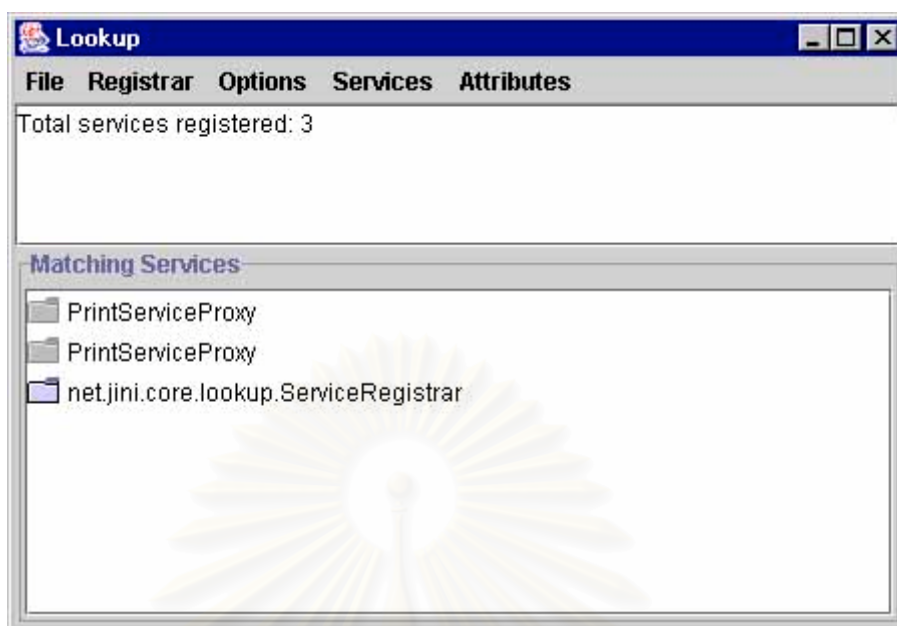 Lookup
File Registrar Options Services Attributes
Total services registered: 3
Matching Services
PrintServiceProxy
PrintServiceProxy
net.jini.core.lookup.ServiceRegistrar